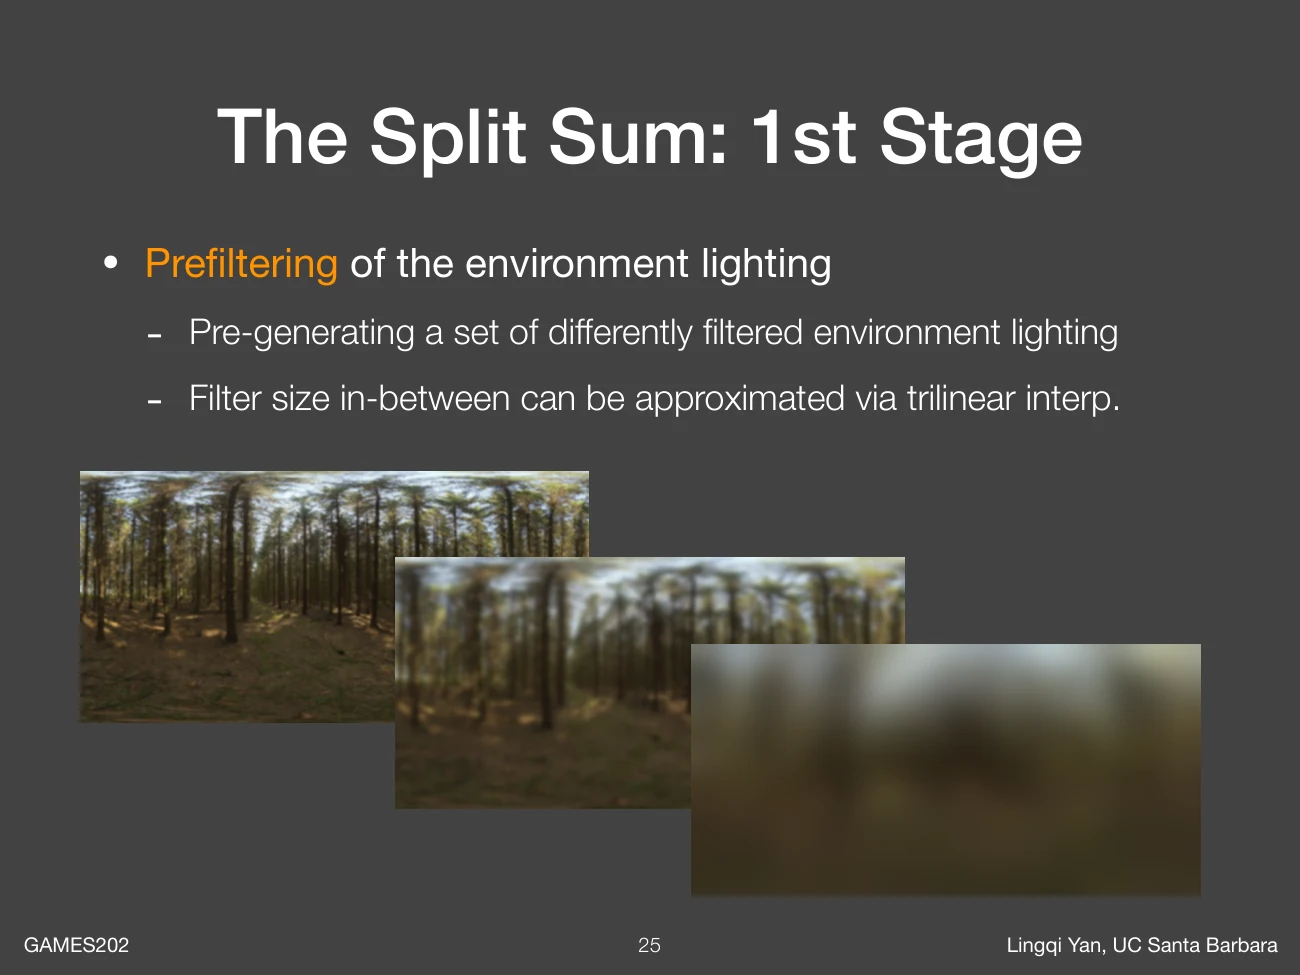 The Split Sum: 1st Stage
• Prefiltering of the environment lighting
- Pre-generating a set of differently filtered environment lighting
- Filter size in-between can be approximated via trilinear interp.
GAMES202
25
Lingqi Yan, UC Santa Barbara